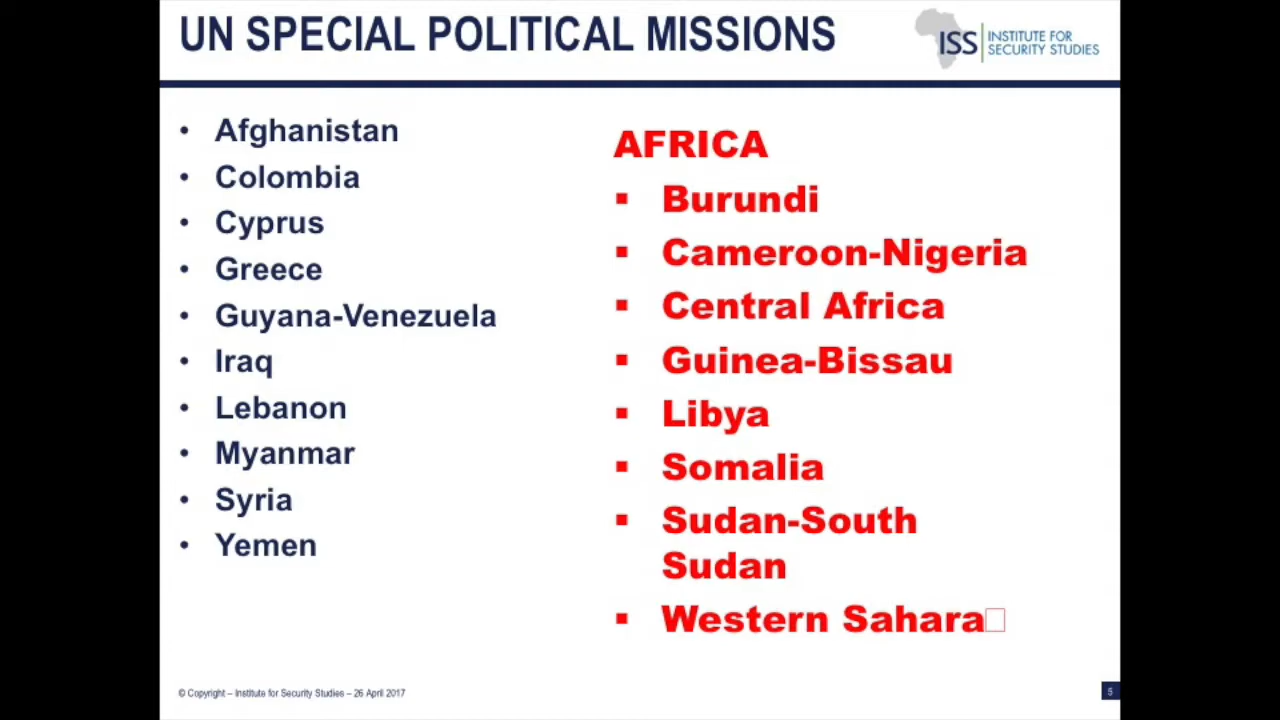 UN SPECIAL POLITICAL MISSIONS
ISS INSTITUTE FOR
SECURITY STUDIES
• Afghanistan
• Colombia
• Cyprus
• Greece
• Guyana-Venezuela
• Iraq
• Lebanon
• Myanmar
• Syria
• Yemen
AFRICA
▪ Burundi
▪ Cameroon-Nigeria
▪ Central Africa
▪ Guinea-Bissau
▪ Libya
▪ Somalia
▪ Sudan-South
Sudan
▪ Western Sahara
© Copyright – Institute for Security Studies – 26 April 2017
5